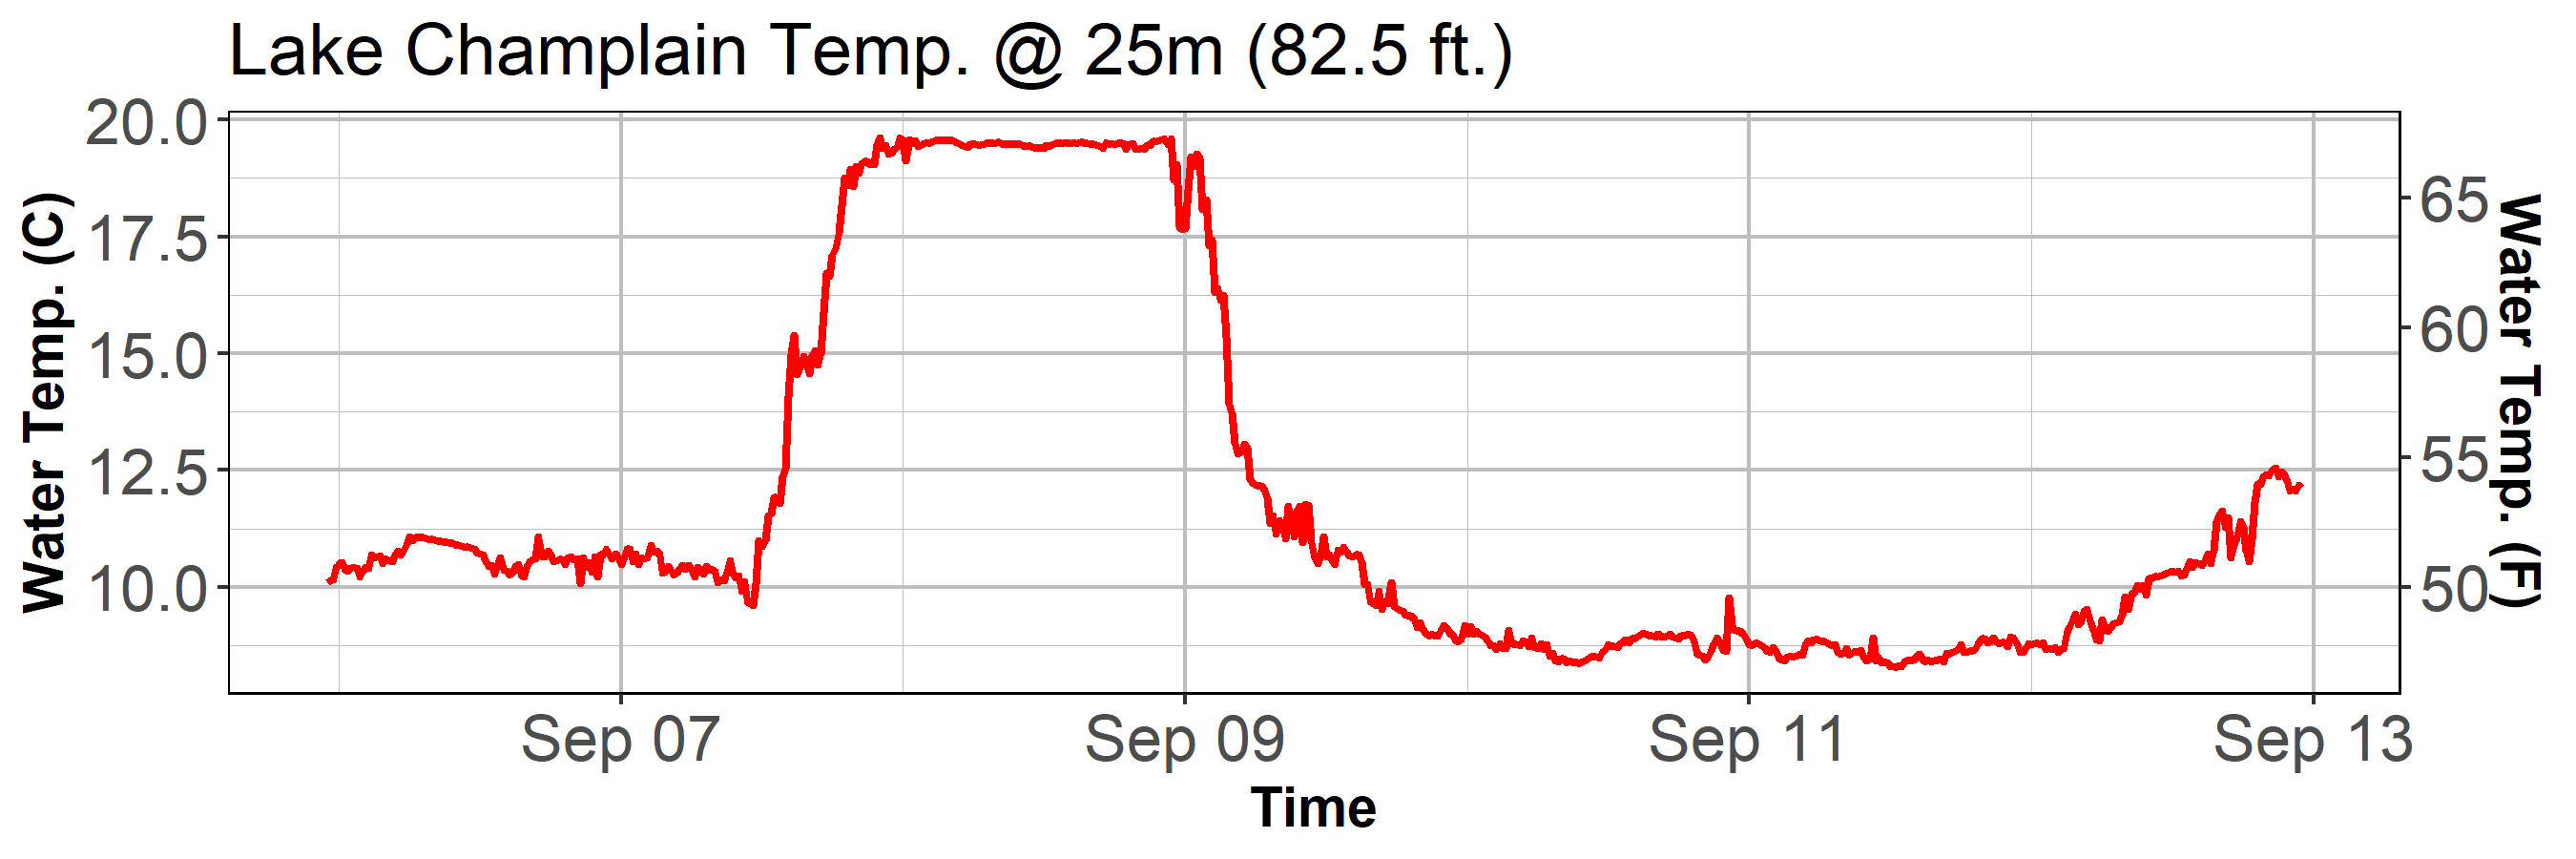 Lake Champlain Temp. @ 25m (82.5 ft.)
Water Temp. (C)
20.0
17.5
15.0
12.5
10.0
65
60
55
50
Water Temp. (F)
Sep 07 Sep 09 Sep 11 Sep 13
Time